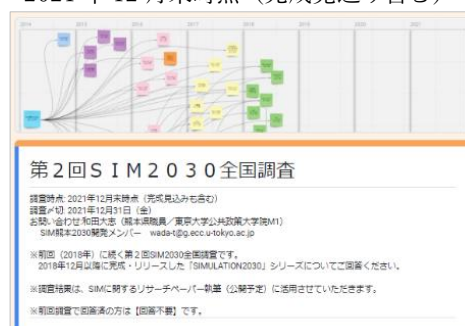 2021 年 12 月末時点（完成見込み含む）
2014 2015 2016 2017 2018 2019 2020 2021
第２回ＳＩＭ２０３０全国調査
調査時点：2021年12月末時点（完成見込みも含む）
調査〆切：2021年12月31日（金）
お問い合わせ：和田大志（熊本県職員／東京大学公共政策大学院M1）
SIM熊本2030開発メンバー　wada-t@g.ecc.u-tokyo.ac.jp
※前回（2018年）に続く第２回SIM2030全国調査です。
2018年12月以降に完成・リリースした「SIMULATION2030」シリーズについてご回答ください。
※調査結果は、SIMに関するリサーチペーパー執筆（公開予定）に活用させていただきます。
※前回調査で回答済の方は【回答不要】です。